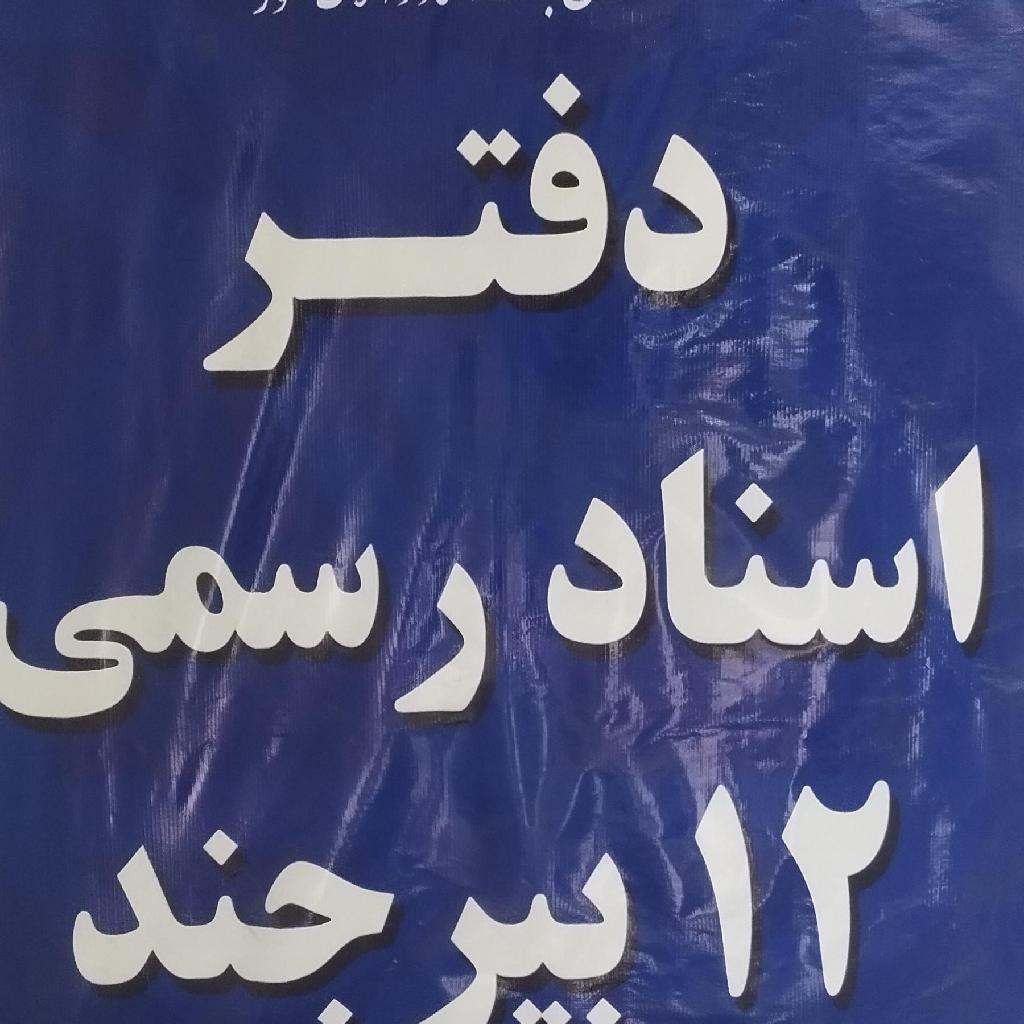 دفتر
اسناد رسمی
۱۲ بیرجند